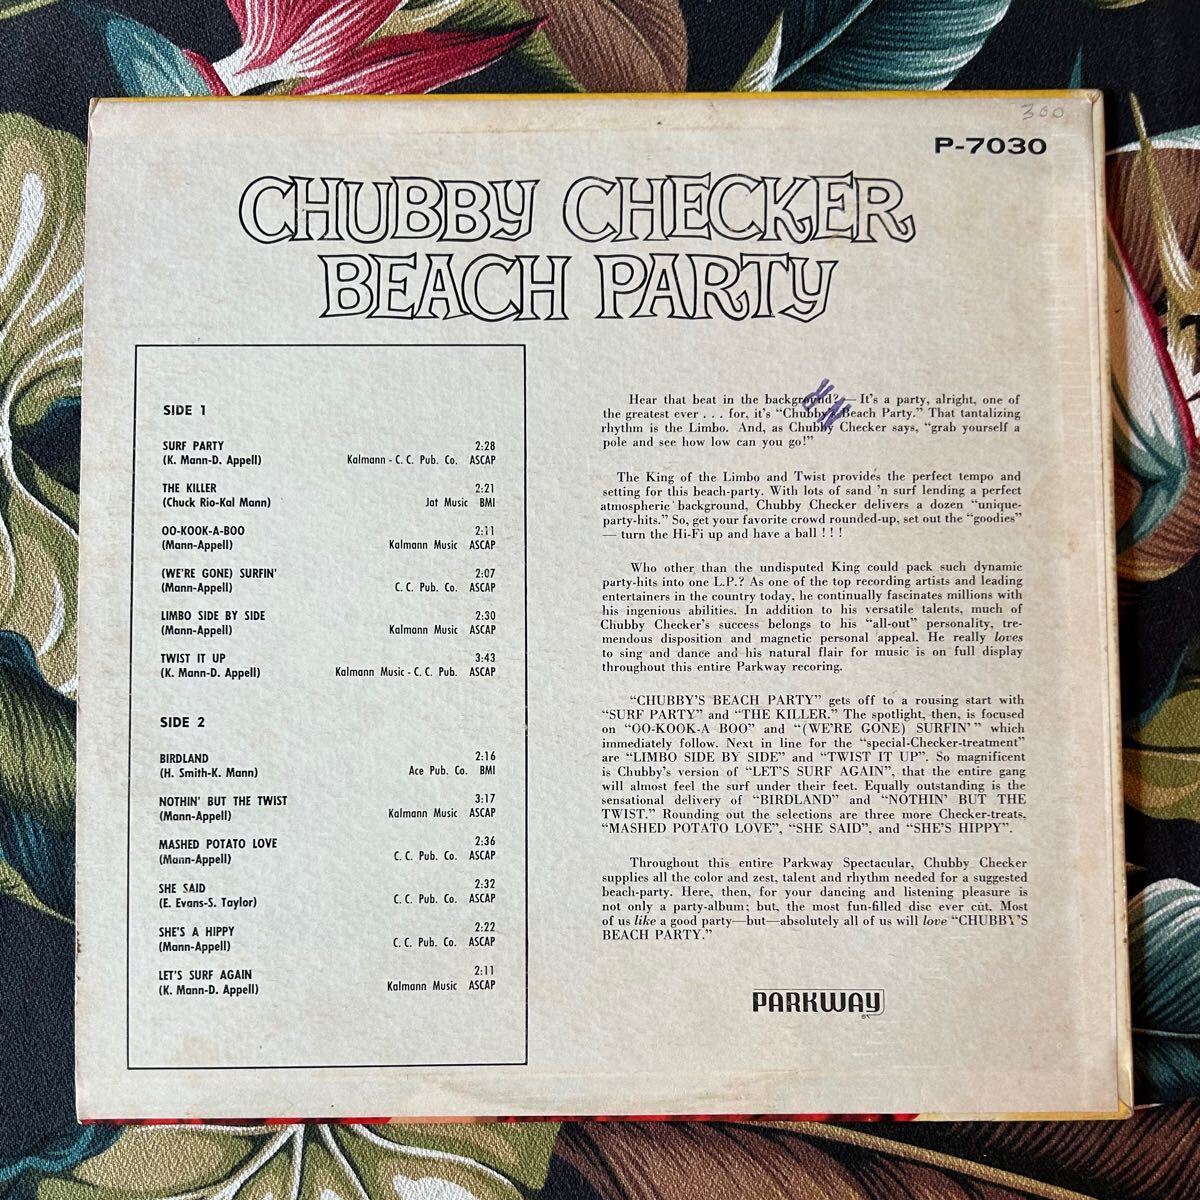 300
P-7030
CHUBBY CHECKER
BEACH PARTY
SIDE 1
SURF PARTY 2:28
(K. Mann-D. Appell) Kalmann - C. C. Pub. Co. ASCAP
THE KILLER 2:21
(Chuck Rio-Kal Mann) Jat Music BMI
OO-KOOK-A-BOO 2:11
(Mann-Appell) Kalmann Music ASCAP
(WE'RE GONE) SURFIN' 2:07
(Mann-Appell) C. C. Pub. Co. ASCAP
LIMBO SIDE BY SIDE 2:30
(Mann-Appell) Kalmann Music ASCAP
TWIST IT UP 3:43
(K. Mann-D. Appell) Kalmann Music - C. C. Pub. ASCAP
SIDE 2
BIRDLAND 2:16
(H. Smith-K. Mann) Ace Pub. Co. BMI
NOTHIN' BUT THE TWIST 3:17
(Mann-Appell) Kalmann Music ASCAP
MASHED POTATO LOVE 2:36
(Mann-Appell) C. C. Pub. Co. ASCAP
SHE SAID 2:32
(E. Evans-S. Taylor) C. C. Pub. Co. ASCAP
SHE'S A HIPPY 2:22
(Mann-Appell) C. C. Pub. Co. ASCAP
LET'S SURF AGAIN 2:11
(K. Mann-D. Appell) Kalmann Music ASCAP
Hear that beat in the background? — It's a party, alright, one of
the greatest ever . . . for, it's "Chubby's Beach Party." That tantalizing
rhythm is the Limbo. And, as Chubby Checker says, "grab yourself a
pole and see how low can you go!"
The King of the Limbo and Twist provides the perfect tempo and
setting for this beach-party. With lots of sand 'n surf lending a perfect
atmospheric background, Chubby Checker delivers a dozen "unique-
party-hits." So, get your favorite crowd rounded-up, set out the "goodies"
— turn the Hi-Fi up and have a ball ! ! !
Who other than the undisputed King could pack such dynamic
party-hits into one L.P.? As one of the top recording artists and leading
entertainers in the country today, he continually fascinates millions with
his ingenious abilities. In addition to his versatile talents, much of
Chubby Checker's success belongs to his "all-out" personality, tre-
mendous disposition and magnetic personal appeal. He really loves
to sing and dance and his natural flair for music is on full display
throughout this entire Parkway recoring.
"CHUBBY'S BEACH PARTY" gets off to a rousing start with
"SURF PARTY" and "THE KILLER." The spotlight, then, is focused
on "OO-KOOK-A BOO" and "(WE'RE GONE) SURFIN'" which
immediately follow. Next in line for the "special-Checker-treatment"
are "LIMBO SIDE BY SIDE" and "TWIST IT UP". So magnificent
is Chubby's version of "LET'S SURF AGAIN", that the entire gang
will almost feel the surf under their feet. Equally outstanding is the
sensational delivery of "BIRDLAND" and "NOTHIN' BUT THE
TWIST." Rounding out the selections are three more Checker-treats,
"MASHED POTATO LOVE", "SHE SAID", and "SHE'S HIPPY".
Throughout this entire Parkway Spectacular, Chubby Checker
supplies all the color and zest, talent and rhythm needed for a suggested
beach-party. Here, then, for your dancing and listening pleasure is
not only a party-album; but, the most fun-filled disc ever cut. Most
of us like a good party—but—absolutely all of us will love "CHUBBY'S
BEACH PARTY."
PARKWAY